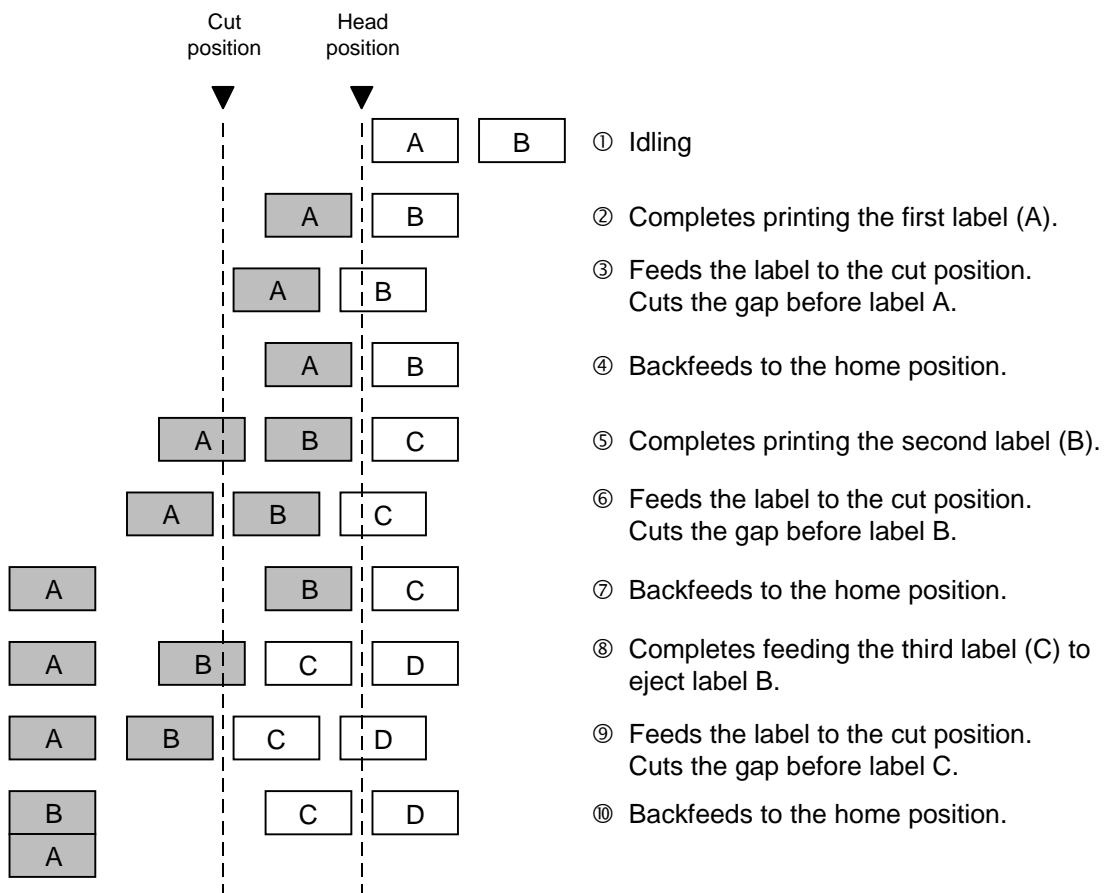 Cut position
Head position
A B ① Idling
A B ② Completes printing the first label (A).
A B ③ Feeds the label to the cut position.
Cuts the gap before label A.
A B ④ Backfeeds to the home position.
A B C ⑤ Completes printing the second label (B).
A B C ⑥ Feeds the label to the cut position.
Cuts the gap before label B.
A B C ⑦ Backfeeds to the home position.
A B C D ⑧ Completes feeding the third label (C) to
eject label B.
A B C D ⑨ Feeds the label to the cut position.
Cuts the gap before label C.
B C D ⑩ Backfeeds to the home position.
A